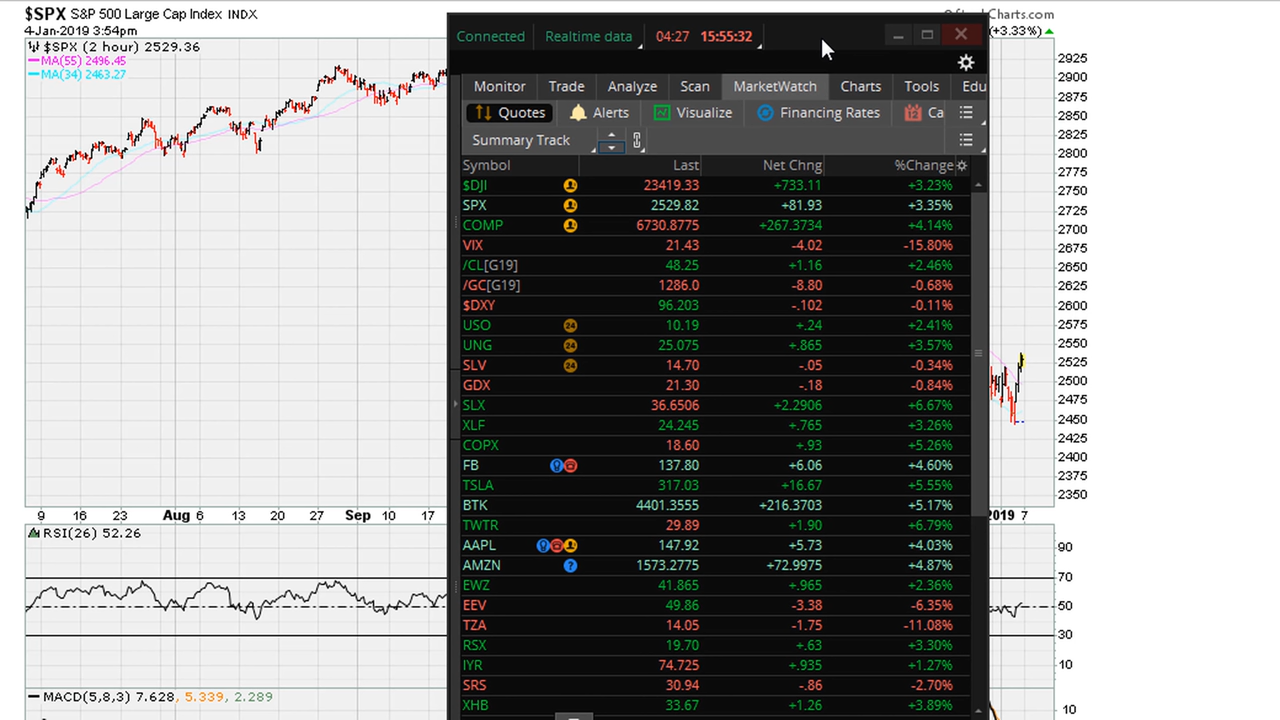 $SPX S&P 500 Large Cap Index INDX
4-Jan-2019 3:54pm
Charts.com
(+3.33%)
$SPX (2 hour) 2529.36
MA(55) 2496.45
MA(34) 2463.27
Connected Realtime data 04:27 15:55:32
Monitor Trade Analyze Scan MarketWatch Charts Tools Edu
Quotes Alerts Visualize Financing Rates Ca
Summary Track
Symbol Last Net Chng %Change
$DJI 23419.33 +733.11 +3.23%
SPX 2529.82 +81.93 +3.35%
COMP 6730.8775 +267.3734 +4.14%
VIX 21.43 -4.02 -15.80%
/CL[G19] 48.25 +1.16 +2.46%
/GC[G19] 1286.0 -8.80 -0.68%
$DXY 96.203 -.102 -0.11%
USO 24 10.19 +.24 +2.41%
UNG 24 25.075 +.865 +3.57%
SLV 24 14.70 -.05 -0.34%
GDX 21.30 -.18 -0.84%
SLX 36.6506 +2.2906 +6.67%
XLF 24.245 +.765 +3.26%
COPX 18.60 +.93 +5.26%
FB 137.80 +6.06 +4.60%
TSLA 317.03 +16.67 +5.55%
BTK 4401.3555 +216.3703 +5.17%
TWTR 29.89 +1.90 +6.79%
AAPL 147.92 +5.73 +4.03%
AMZN ? 1573.2775 +72.9975 +4.87%
EWZ 41.865 +.965 +2.36%
EEV 49.86 -3.38 -6.35%
TZA 14.05 -1.75 -11.08%
RSX 19.70 +.63 +3.30%
IYR 74.725 +.935 +1.27%
SRS 30.94 -.86 -2.70%
XHB 33.67 +1.26 +3.89%
2925
2900
2875
2850
2825
2800
2775
2750
2725
2700
2675
2650
2625
2600
2575
2550
2525
2500
2475
2450
2425
2400
2375
2350
9 16 23 Aug 6 13 20 27 Sep 10 17 2019 7
RSI(26) 52.26
90
70
50
30
10
MACD(5,8,3) 7.628, 5.339, 2.289
10